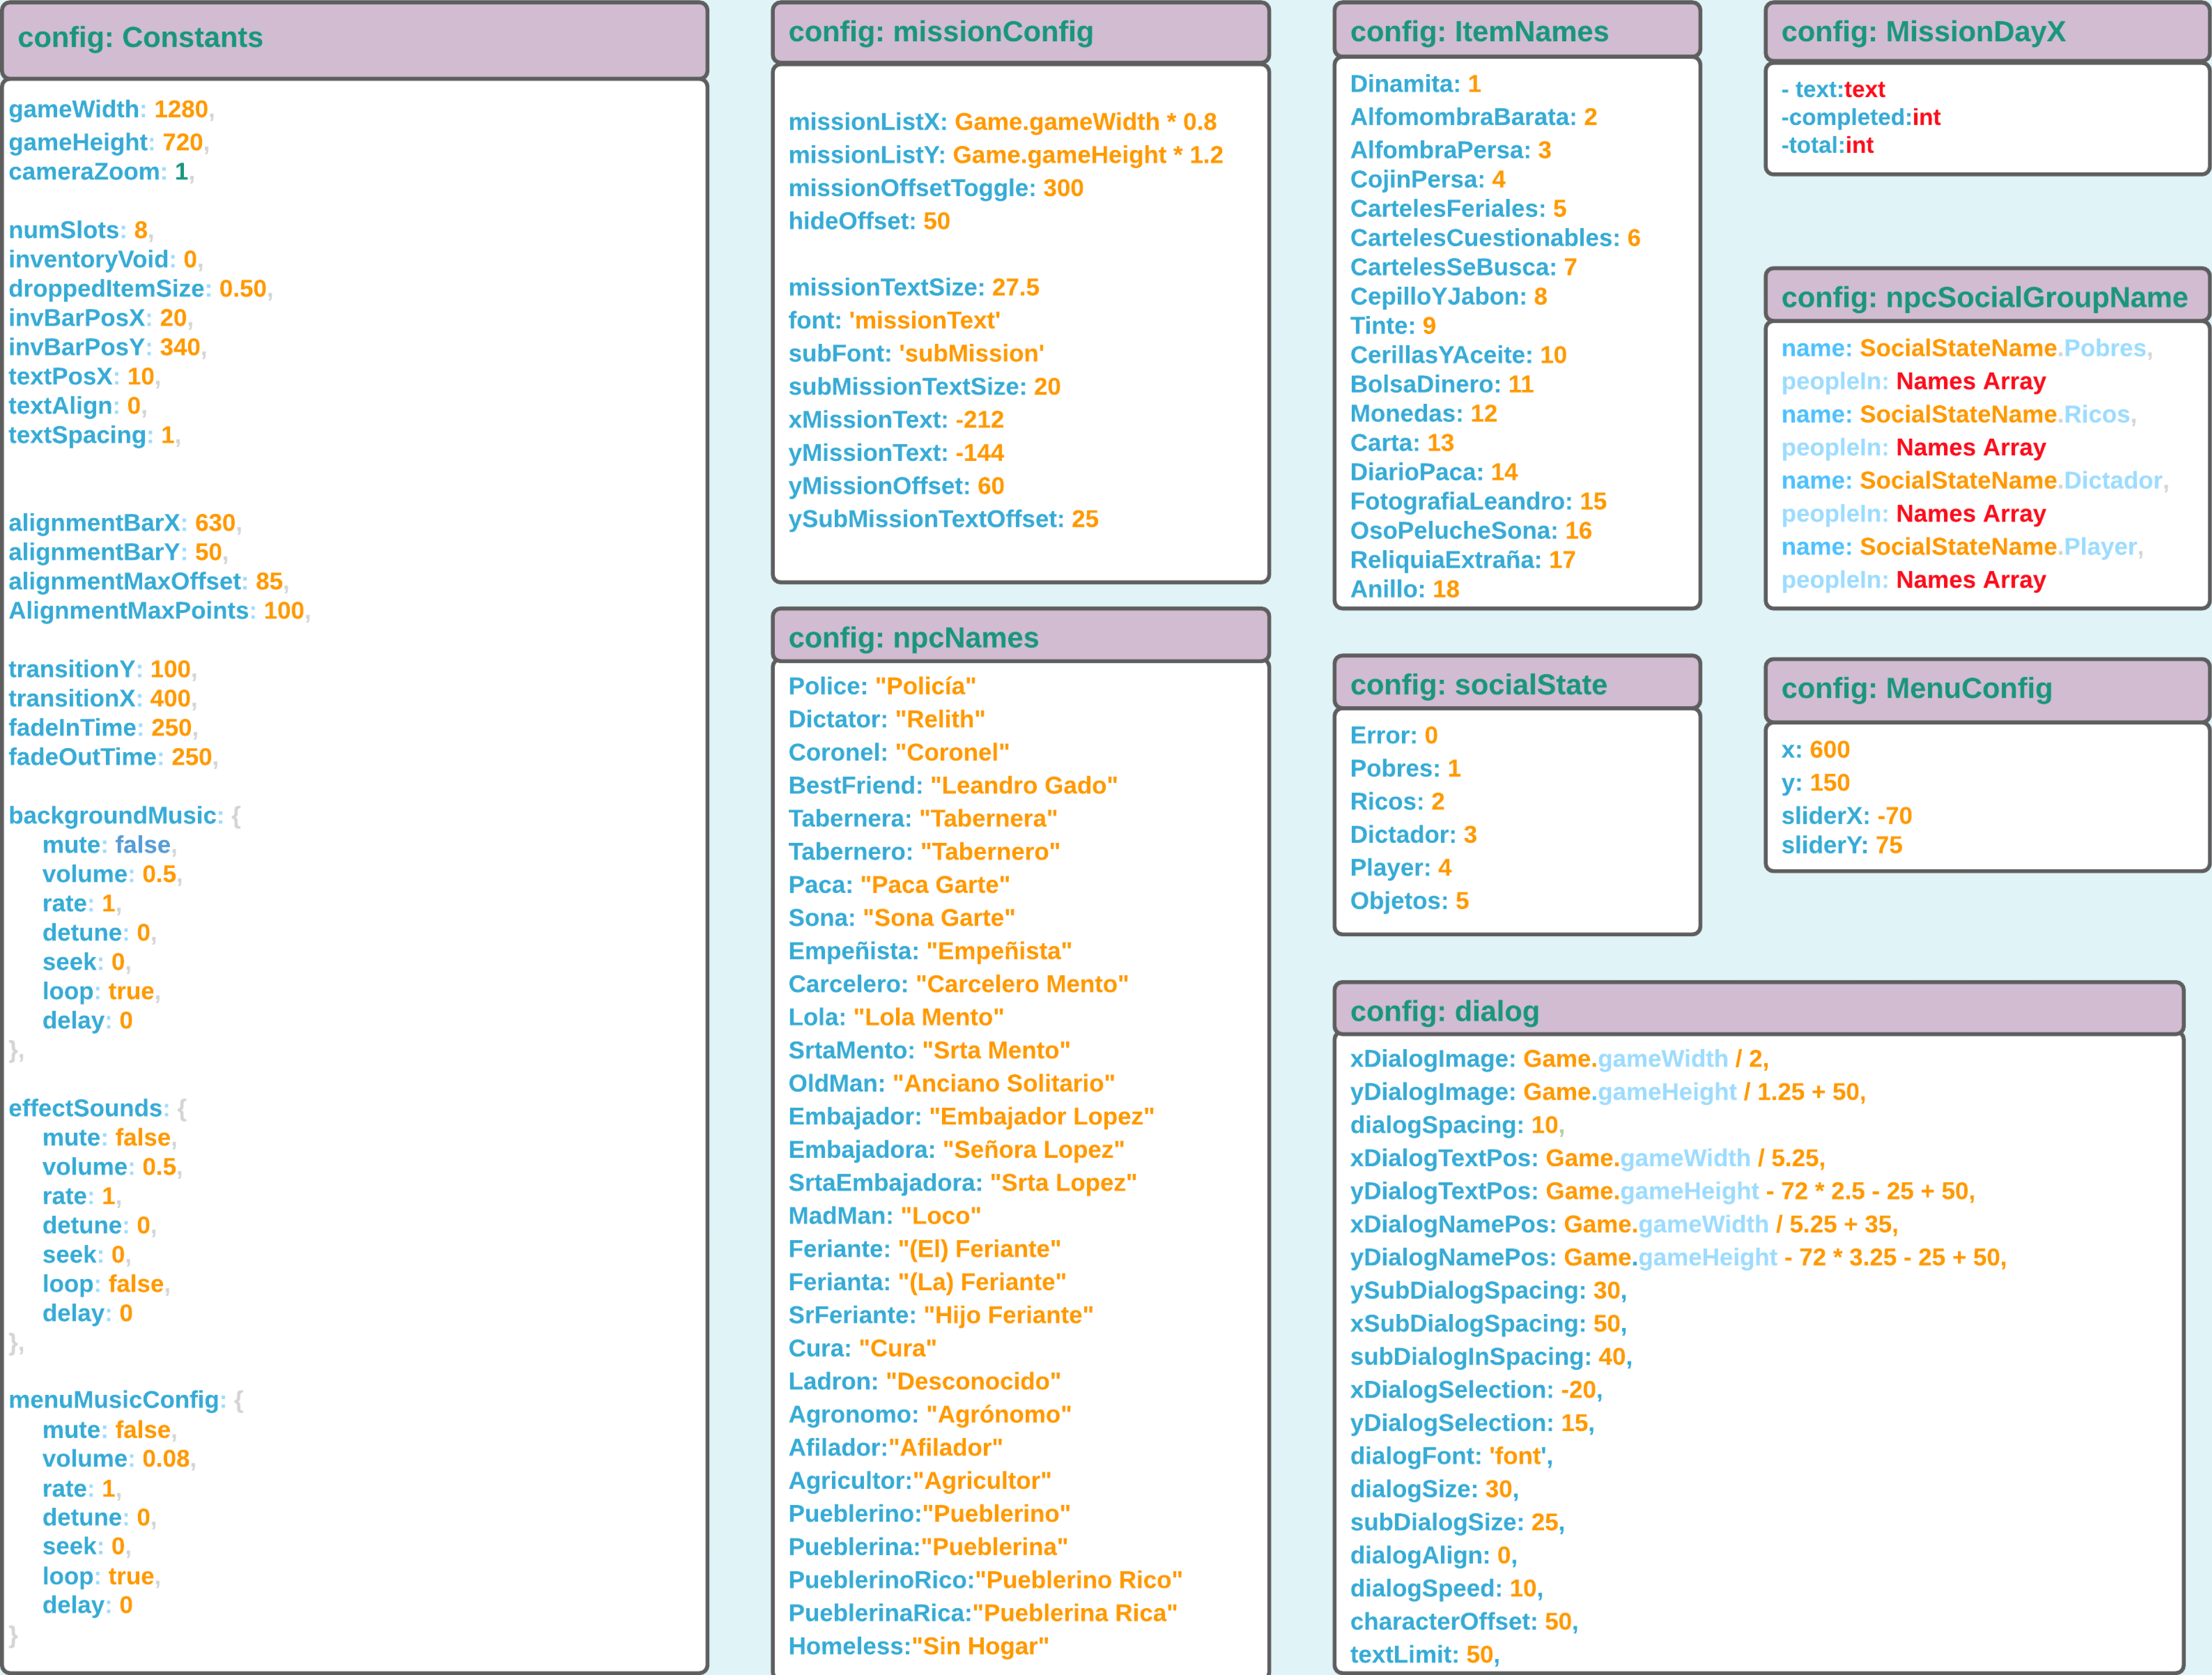 config: Constants
gameWidth: 1280,
gameHeight: 720,
cameraZoom: 1,
numSlots: 8,
inventoryVoid: 0,
droppedItemSize: 0.50,
invBarPosX: 20,
invBarPosY: 340,
textPosX: 10,
textAlign: 0,
textSpacing: 1,
alignmentBarX: 630,
alignmentBarY: 50,
alignmentMaxOffset: 85,
AlignmentMaxPoints: 100,
transitionY: 100,
transitionX: 400,
fadeInTime: 250,
fadeOutTime: 250,
backgroundMusic: {
mute: false,
volume: 0.5,
rate: 1,
detune: 0,
seek: 0,
loop: true,
delay: 0
},
effectSounds: {
mute: false,
volume: 0.5,
rate: 1,
detune: 0,
seek: 0,
loop: false,
delay: 0
},
menuMusicConfig: {
mute: false,
volume: 0.08,
rate: 1,
detune: 0,
seek: 0,
loop: true,
delay: 0
}
config: missionConfig
missionListX: Game.gameWidth * 0.8
missionListY: Game.gameHeight * 1.2
missionOffsetToggle: 300
hideOffset: 50
missionTextSize: 27.5
font: 'missionText'
subFont: 'subMission'
subMissionTextSize: 20
xMissionText: -212
yMissionText: -144
yMissionOffset: 60
ySubMissionTextOffset: 25
config: npcNames
Police: "Policía"
Dictator: "Relith"
Coronel: "Coronel"
BestFriend: "Leandro Gado"
Tabernera: "Tabernera"
Tabernero: "Tabernero"
Paca: "Paca Garte"
Sona: "Sona Garte"
Empeñista: "Empeñista"
Carcelero: "Carcelero Mento"
Lola: "Lola Mento"
SrtaMento: "Srta Mento"
OldMan: "Anciano Solitario"
Embajador: "Embajador Lopez"
Embajadora: "Señora Lopez"
SrtaEmbajadora: "Srta Lopez"
MadMan: "Loco"
Feriante: "(El) Feriante"
Ferianta: "(La) Feriante"
SrFeriante: "Hijo Feriante"
Cura: "Cura"
Ladron: "Desconocido"
Agronomo: "Agrónomo"
Afilador:"Afilador"
Agricultor:"Agricultor"
Pueblerino:"Pueblerino"
Pueblerina:"Pueblerina"
PueblerinoRico:"Pueblerino Rico"
PueblerinaRica:"Pueblerina Rica"
Homeless:"Sin Hogar"
config: ItemNames
Dinamita: 1
AlfomombraBarata: 2
AlfombraPersa: 3
CojinPersa: 4
CartelesFeriales: 5
CartelesCuestionables: 6
CartelesSeBusca: 7
CepilloYJabon: 8
Tinte: 9
CerillasYAceite: 10
BolsaDinero: 11
Monedas: 12
Carta: 13
DiarioPaca: 14
FotografiaLeandro: 15
OsoPelucheSona: 16
ReliquiaExtraña: 17
Anillo: 18
config: socialState
Error: 0
Pobres: 1
Ricos: 2
Dictador: 3
Player: 4
Objetos: 5
config: MissionDayX
- text:text
-completed:int
-total:int
config: npcSocialGroupName
name: SocialStateName.Pobres,
peopleIn: Names Array
name: SocialStateName.Ricos,
peopleIn: Names Array
name: SocialStateName.Dictador,
peopleIn: Names Array
name: SocialStateName.Player,
peopleIn: Names Array
config: MenuConfig
x: 600
y: 150
sliderX: -70
sliderY: 75
config: dialog
xDialogImage: Game.gameWidth / 2,
yDialogImage: Game.gameHeight / 1.25 + 50,
dialogSpacing: 10,
xDialogTextPos: Game.gameWidth / 5.25,
yDialogTextPos: Game.gameHeight - 72 * 2.5 - 25 + 50,
xDialogNamePos: Game.gameWidth / 5.25 + 35,
yDialogNamePos: Game.gameHeight - 72 * 3.25 - 25 + 50,
ySubDialogSpacing: 30,
xSubDialogSpacing: 50,
subDialogInSpacing: 40,
xDialogSelection: -20,
yDialogSelection: 15,
dialogFont: 'font',
dialogSize: 30,
subDialogSize: 25,
dialogAlign: 0,
dialogSpeed: 10,
characterOffset: 50,
textLimit: 50,